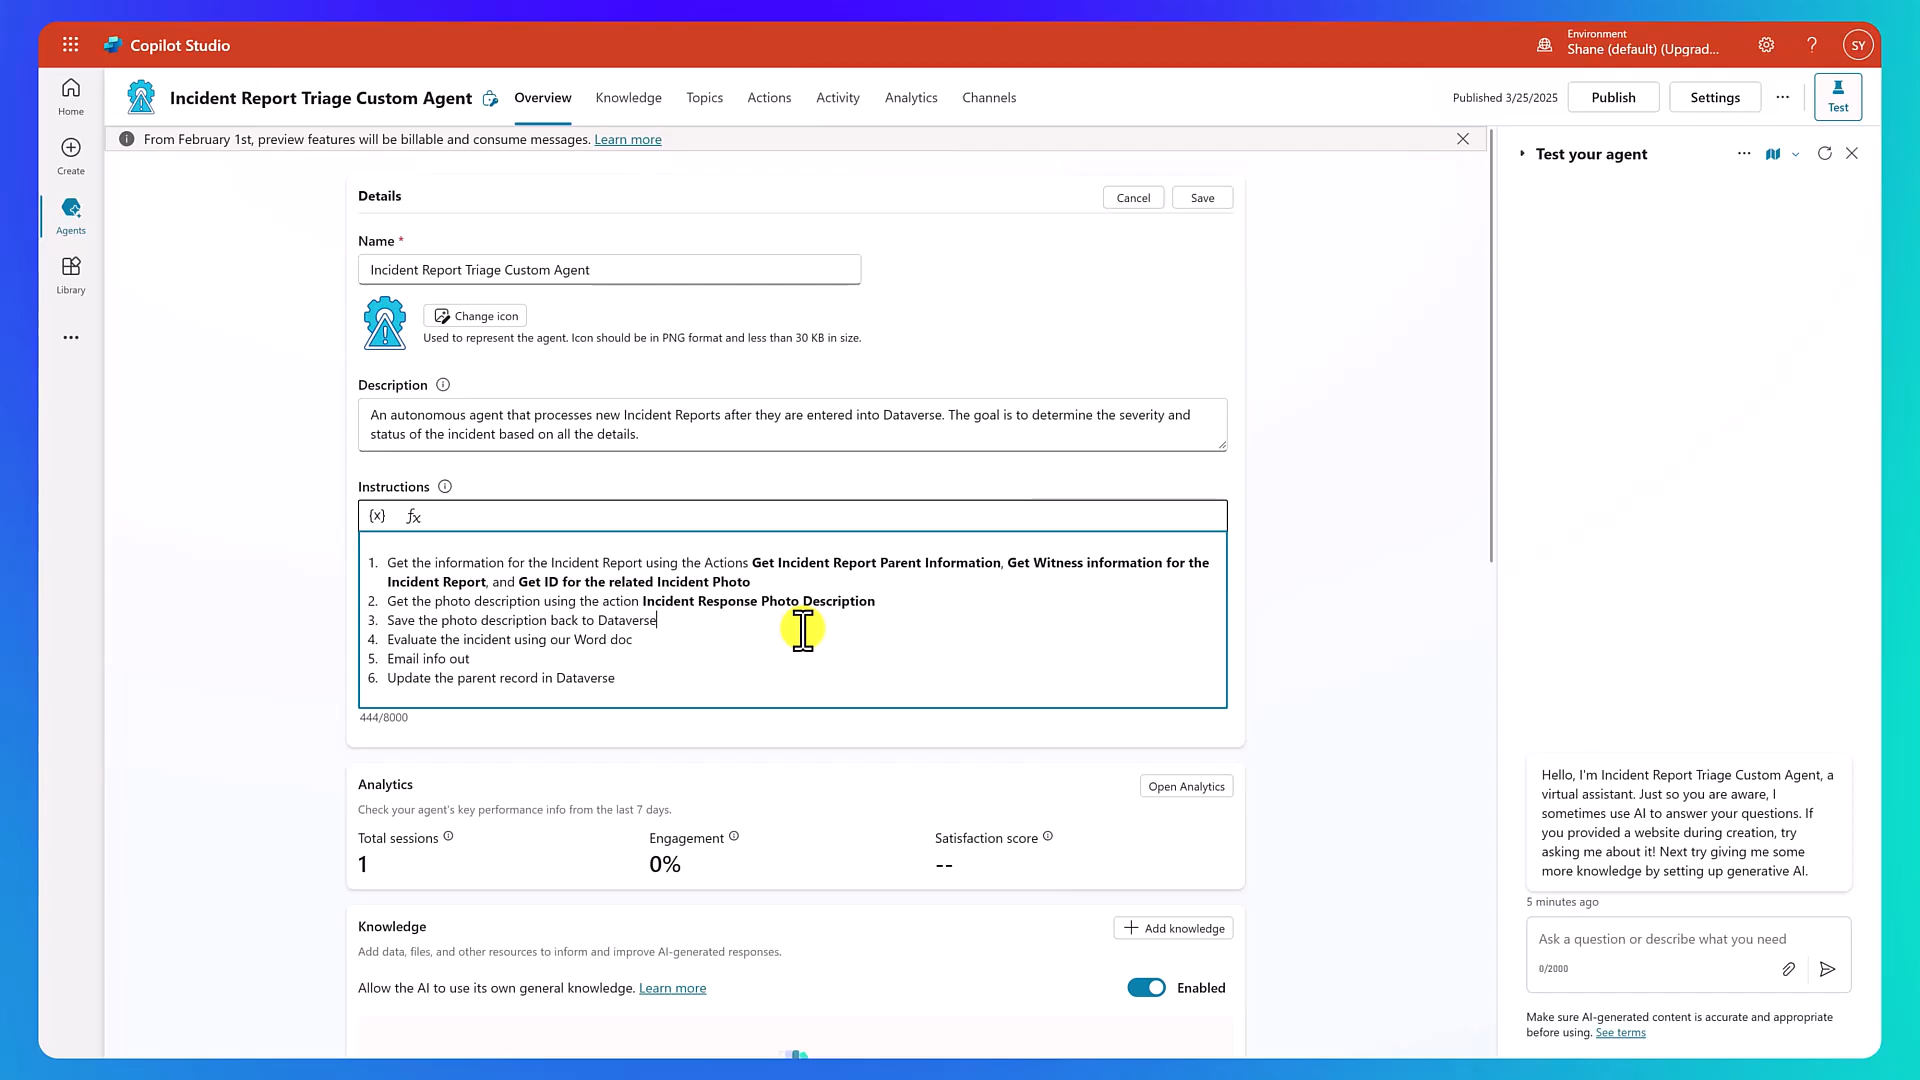 Copilot Studio
Environment
Shane (default) (Upgrad...
SY
Home
Create
Agents
Library
Incident Report Triage Custom Agent
Overview
Knowledge
Topics
Actions
Activity
Analytics
Channels
Published 3/25/2025
Publish
Settings
Test
From February 1st, preview features will be billable and consume messages. Learn more
Details
Cancel
Save
Name *
Incident Report Triage Custom Agent
Change icon
Used to represent the agent. Icon should be in PNG format and less than 30 KB in size.
Description
An autonomous agent that processes new Incident Reports after they are entered into Dataverse. The goal is to determine the severity and
status of the incident based on all the details.
Instructions
{x} fx
1. Get the information for the Incident Report using the Actions Get Incident Report Parent Information, Get Witness information for the
Incident Report, and Get ID for the related Incident Photo
2. Get the photo description using the action Incident Response Photo Description
3. Save the photo description back to Dataverse
4. Evaluate the incident using our Word doc
5. Email info out
6. Update the parent record in Dataverse
444/8000
Analytics
Open Analytics
Check your agent's key performance info from the last 7 days.
Total sessions
1
Engagement
0%
Satisfaction score
--
Knowledge
Add knowledge
Add data, files, and other resources to inform and improve AI-generated responses.
Allow the AI to use its own general knowledge. Learn more
Enabled
Test your agent
Hello, I'm Incident Report Triage Custom Agent, a
virtual assistant. Just so you are aware, I
sometimes use AI to answer your questions. If
you provided a website during creation, try
asking me about it! Next try giving me some
more knowledge by setting up generative AI.
5 minutes ago
Ask a question or describe what you need
0/2000
Make sure AI-generated content is accurate and appropriate
before using. See terms